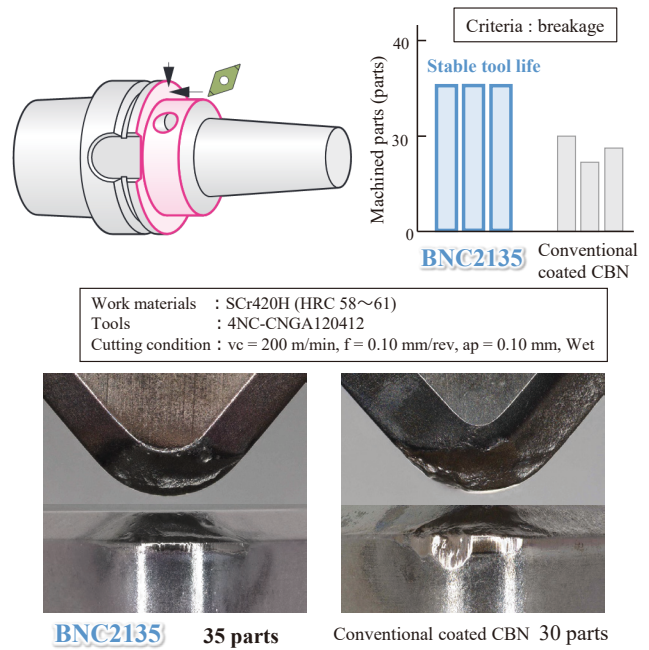 Criteria : breakage
40
Stable tool life
Machined parts (parts)
30
0
BNC2135
Conventional
coated CBN
Work materials : SCr420H (HRC 58～61)
Tools : 4NC-CNGA120412
Cutting condition : vc = 200 m/min, f = 0.10 mm/rev, ap = 0.10 mm, Wet
BNC2135 35 parts
Conventional coated CBN 30 parts